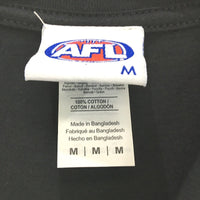 AFL
M
100% COTTON /
COTON / ALGODÓN
Made in Bangladesh
Fabriqué au Bangladesh
Hecho en Bangladesh
M M M